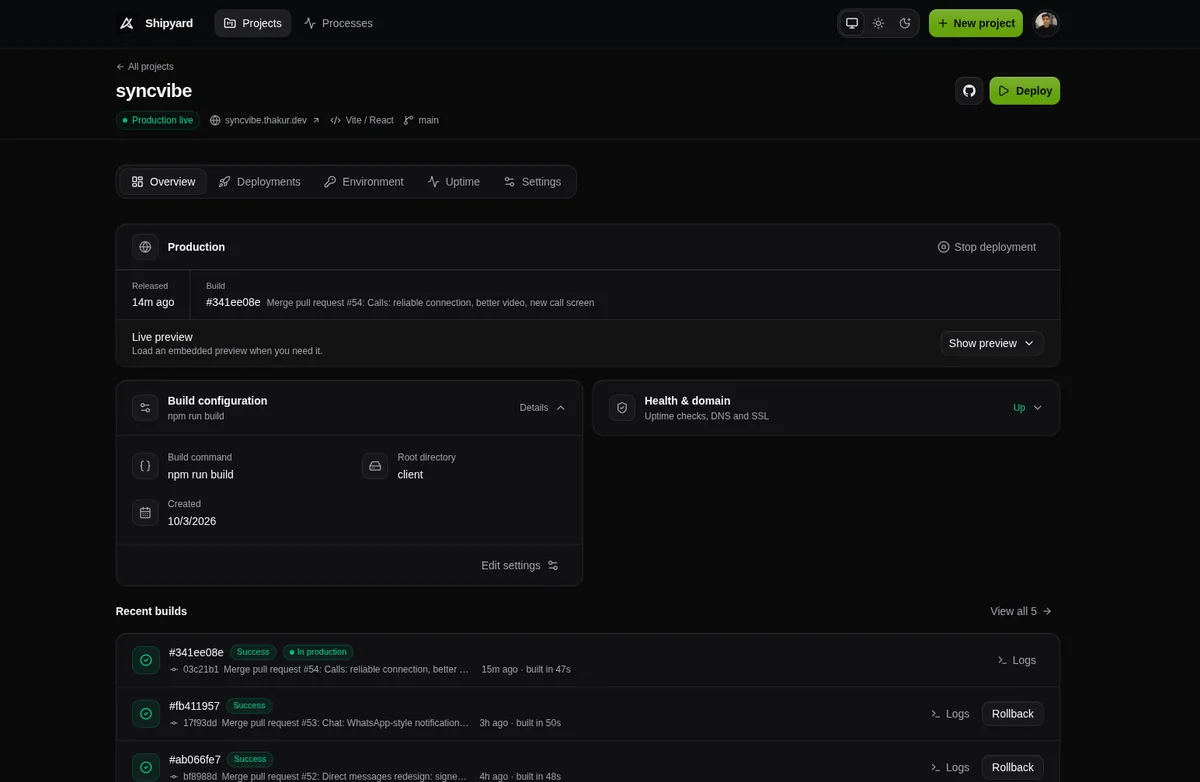 Shipyard Projects Processes New project
All projects
syncvibe
Deploy
Production live syncvibe.thakur.dev Vite / React main
Overview Deployments Environment Uptime Settings
Production
Stop deployment
Released
14m ago
Build
#341ee08e Merge pull request #54: Calls: reliable connection, better video, new call screen
Live preview
Load an embedded preview when you need it.
Show preview
Build configuration
npm run build
Details
Build command
npm run build
Root directory
client
Created
10/3/2026
Edit settings
Health & domain
Uptime checks, DNS and SSL
Up
Recent builds
View all 5
#341ee08e Success In production
03c21b1 Merge pull request #54: Calls: reliable connection, better … 15m ago · built in 47s
Logs
#fb411957 Success
17f93dd Merge pull request #53: Chat: WhatsApp-style notification… 3h ago · built in 50s
Logs Rollback
#ab066fe7 Success
bf8988d Merge pull request #52: Direct messages redesign: signe… 4h ago · built in 48s
Logs Rollback